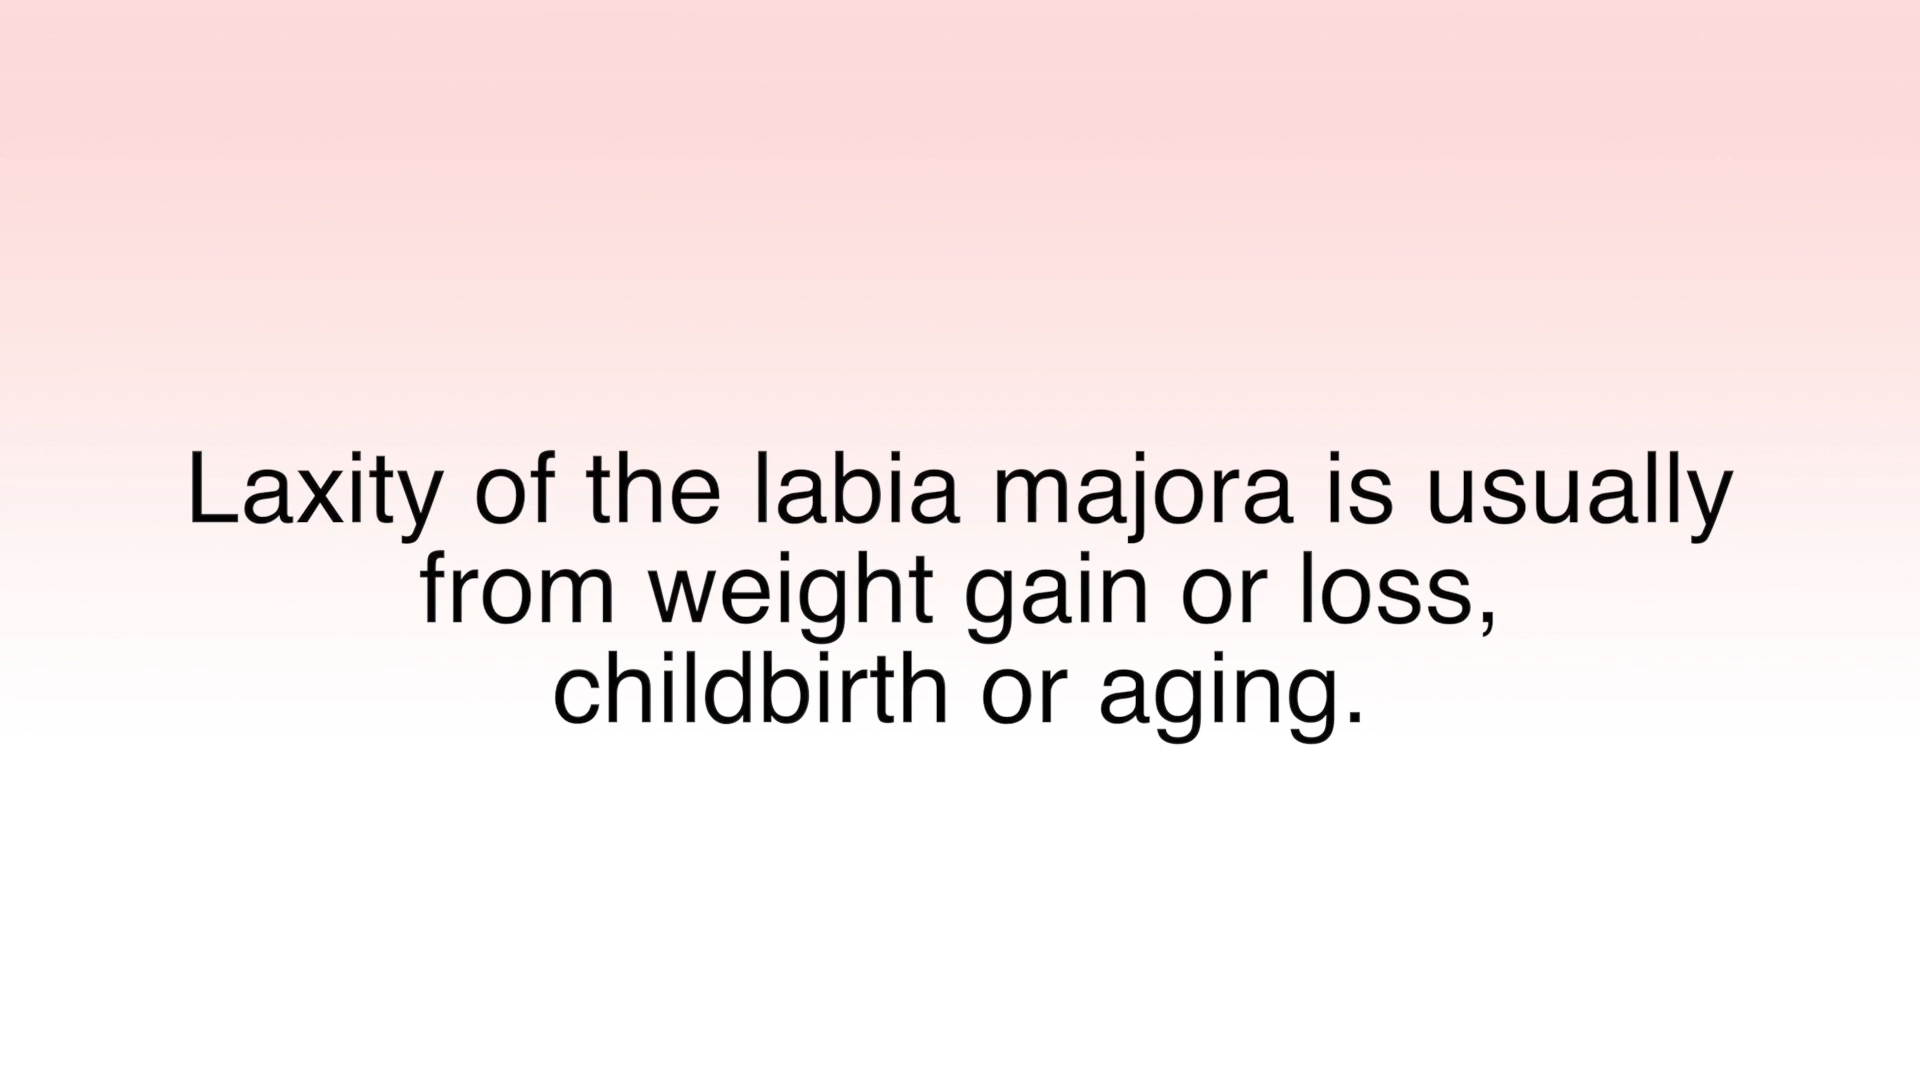 Laxity of the labia majora is usually
from weight gain or loss,
childbirth or aging.